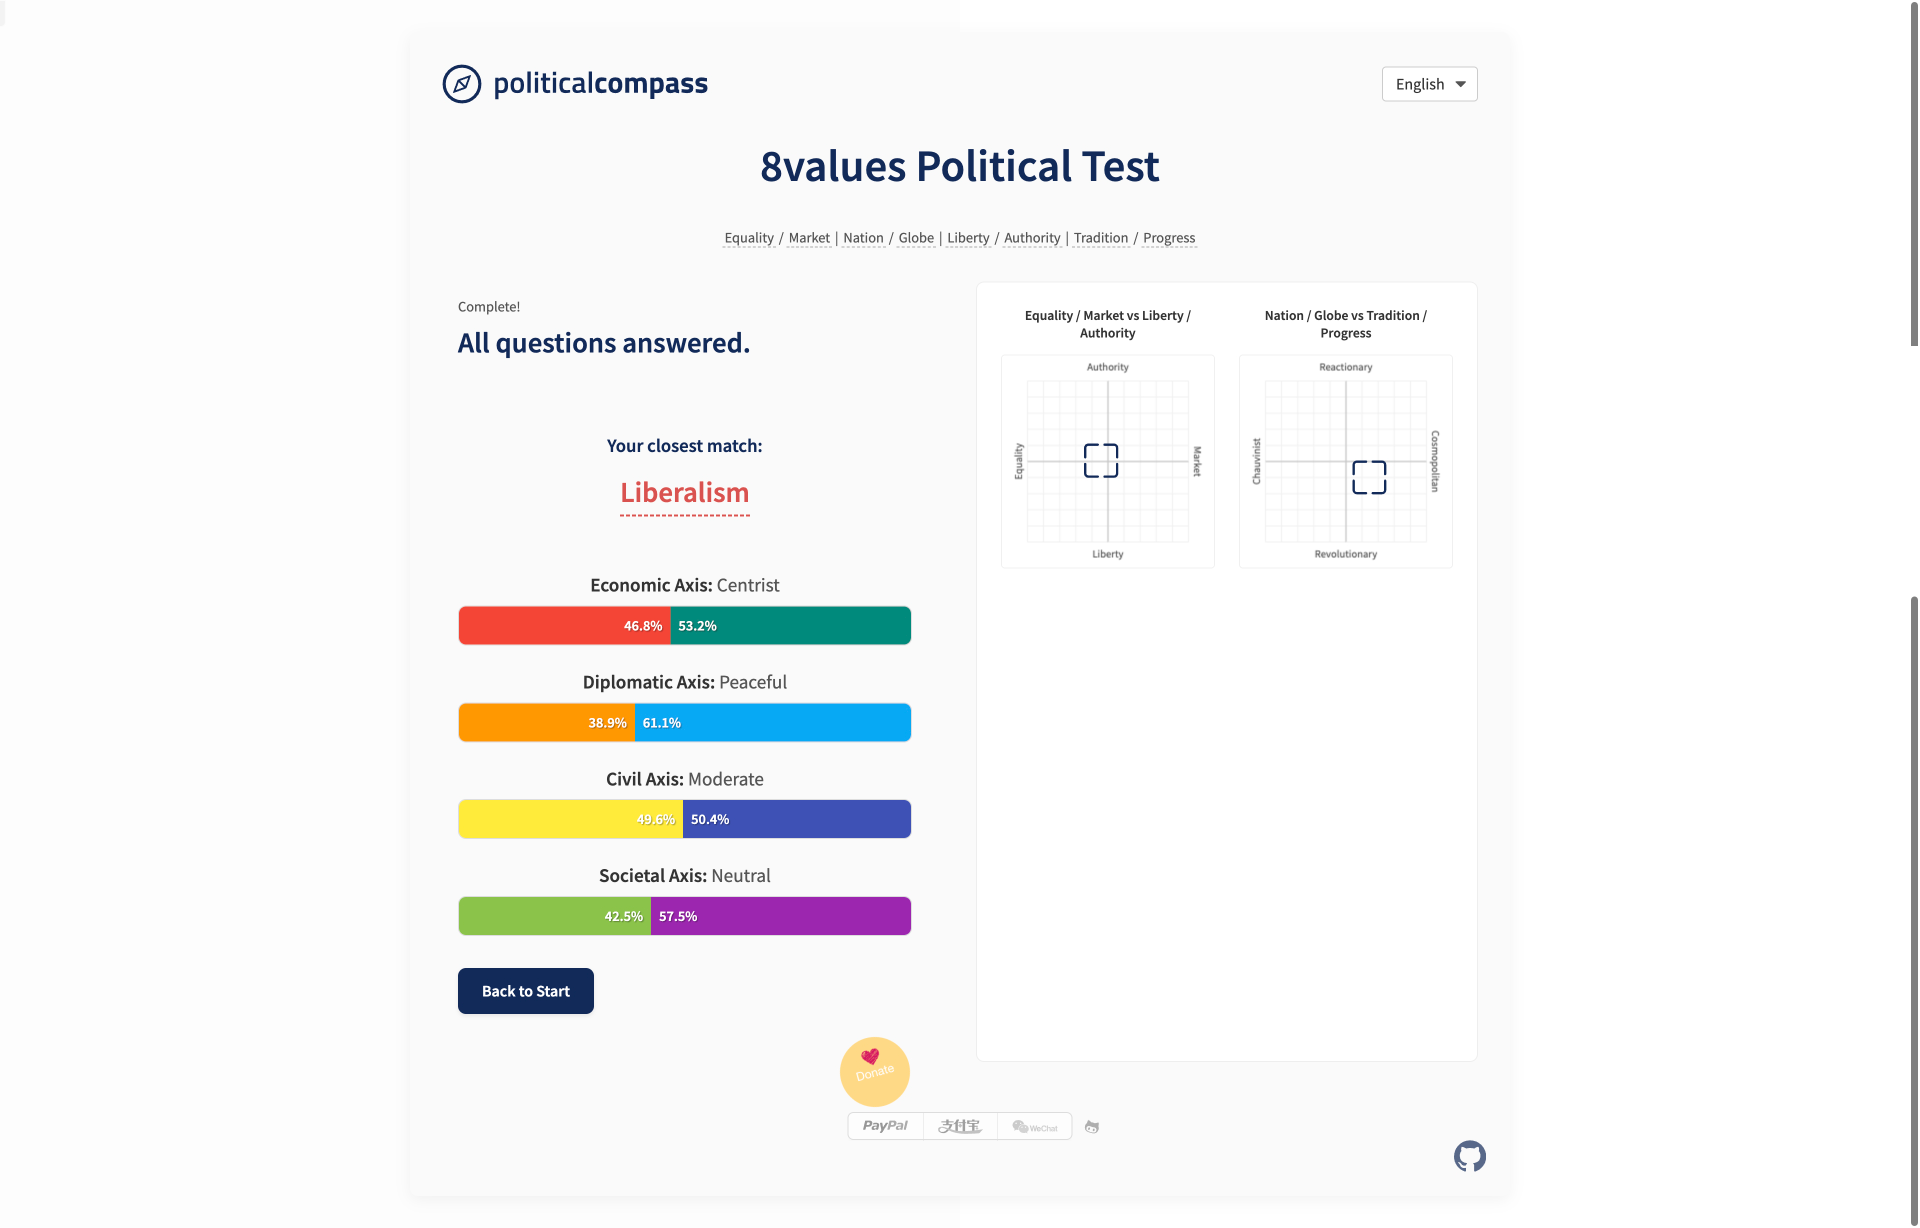 politicalcompass
English
8values Political Test
Equality / Market | Nation / Globe | Liberty / Authority | Tradition / Progress
Complete!
All questions answered.
Your closest match:
Liberalism
Economic Axis: Centrist
46.8% 53.2%
Diplomatic Axis: Peaceful
38.9% 61.1%
Civil Axis: Moderate
49.6% 50.4%
Societal Axis: Neutral
42.5% 57.5%
Back to Start
Equality / Market vs Liberty /
Authority
Authority
Equality
Market
Liberty
Nation / Globe vs Tradition /
Progress
Reactionary
Chauvinist
Cosmopolitan
Revolutionary
Donate
PayPal 支付宝 WeChat